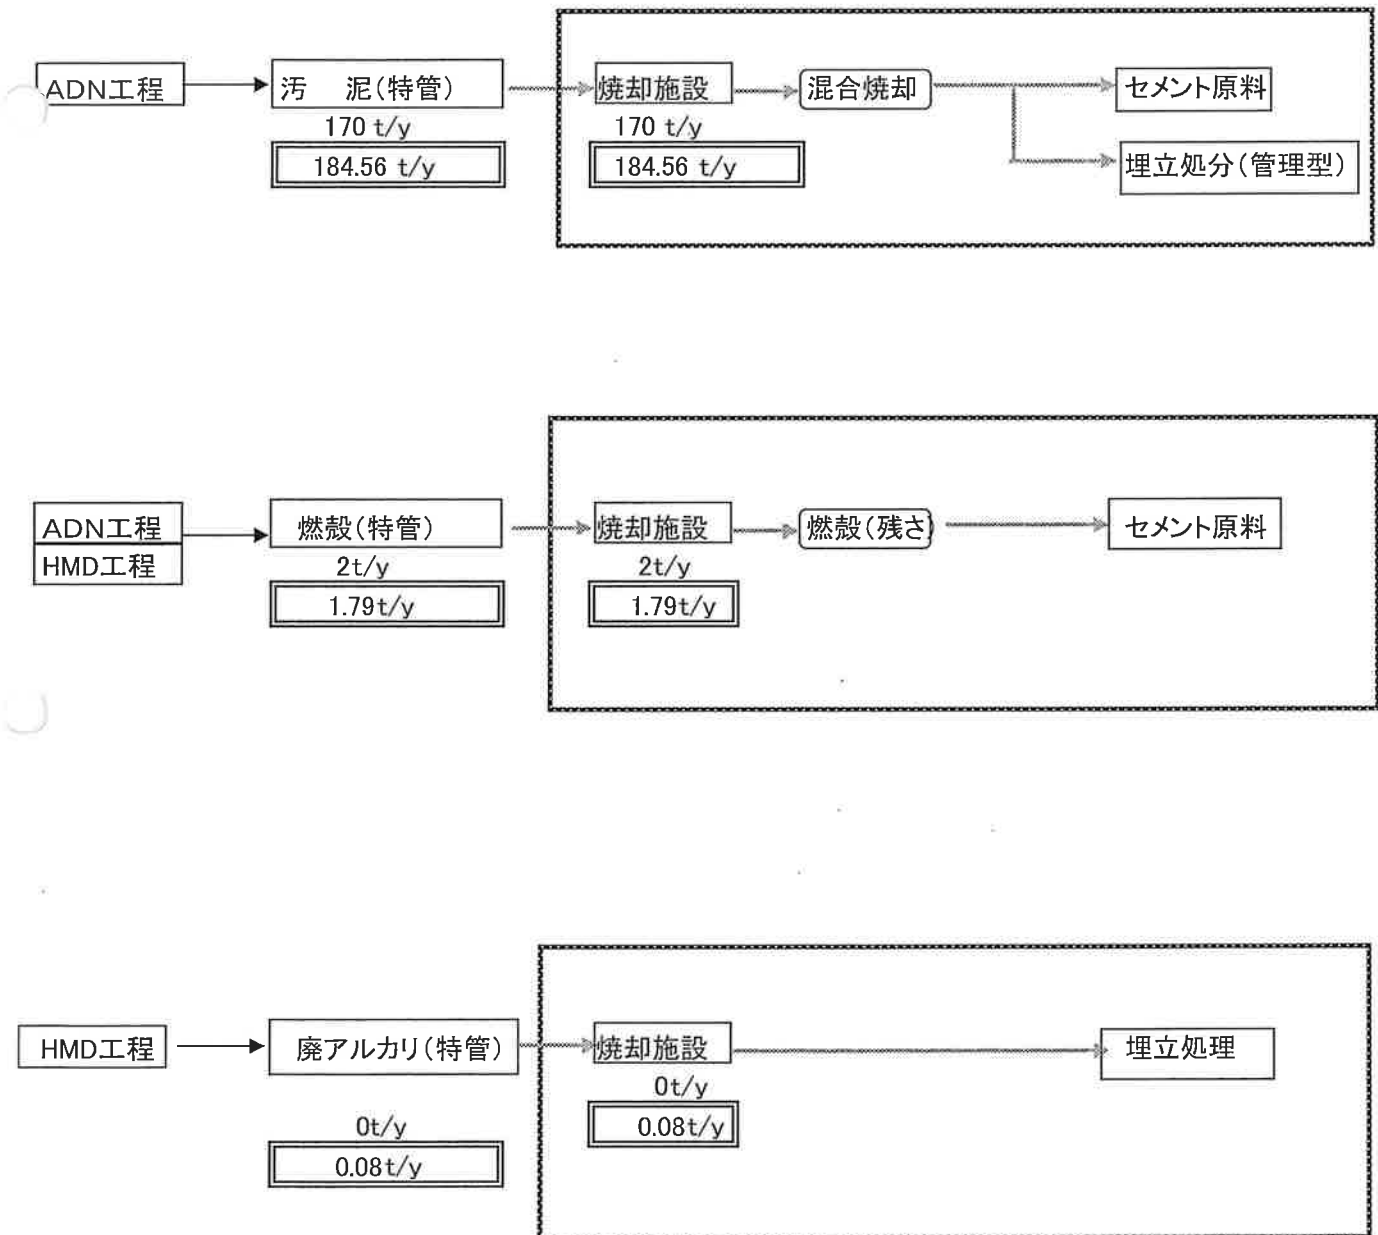 ADN工程
汚　泥(特管)
焼却施設
混合焼却
セメント原料
170 t/y
170 t/y
184.56 t/y
184.56 t/y
埋立処分(管理型)
ADN工程
HMD工程
燃殻(特管)
焼却施設
燃殻(残さ)
セメント原料
2t/y
2t/y
1.79t/y
1.79t/y
HMD工程
廃アルカリ(特管)
焼却施設
埋立処理
0t/y
0.08t/y
0t/y
0.08t/y